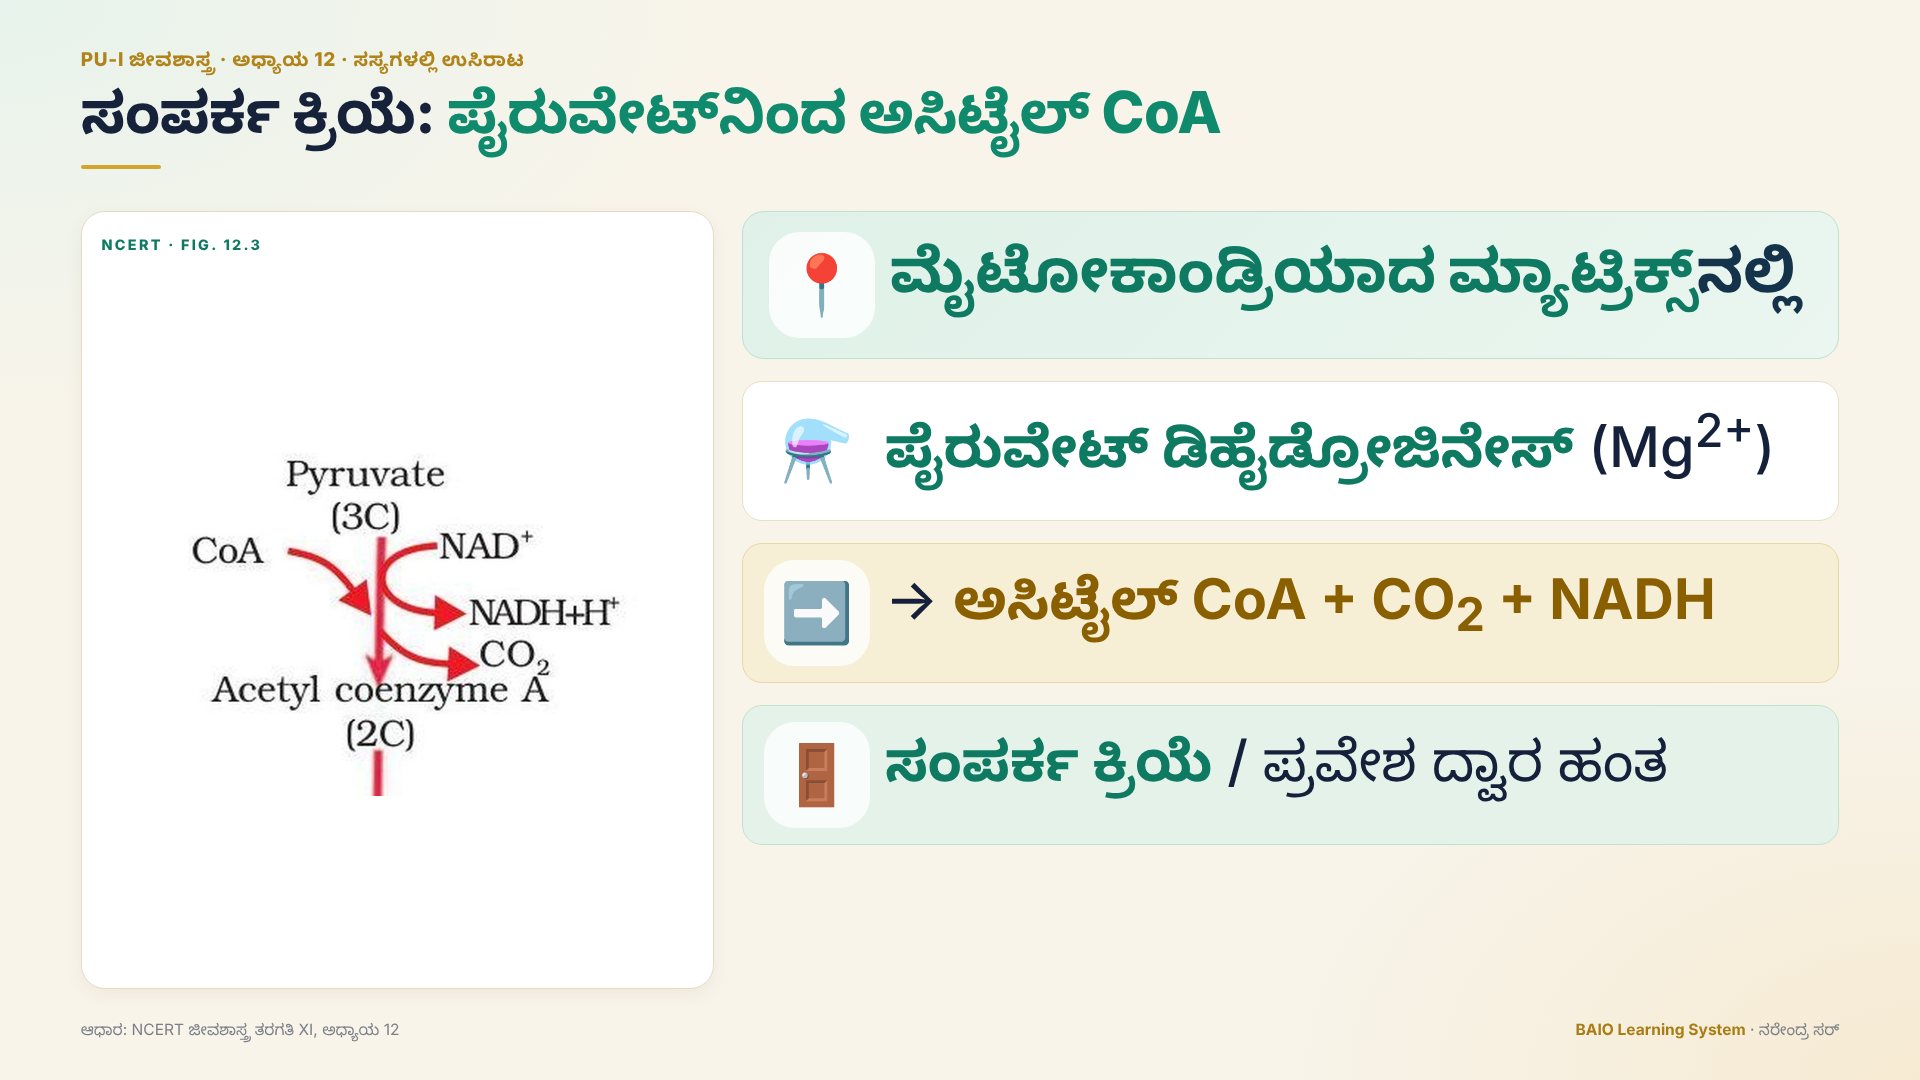 PU-I ಜೀವಶಾಸ್ತ್ರ · ಅಧ್ಯಾಯ 12 · ಸಸ್ಯಗಳಲ್ಲಿ ಉಸಿರಾಟ
ಸಂಪರ್ಕ ಕ್ರಿಯೆ: ಪೈರುವೇಟ್‌ನಿಂದ ಅಸಿಟೈಲ್ CoA
NCERT · FIG. 12.3
Pyruvate
(3C)
CoA
NAD⁺
NADH+H⁺
CO₂
Acetyl coenzyme A
(2C)
ಮೈಟೋಕಾಂಡ್ರಿಯಾದ ಮ್ಯಾಟ್ರಿಕ್ಸ್‌ನಲ್ಲಿ
ಪೈರುವೇಟ್ ಡಿಹೈಡ್ರೋಜಿನೇಸ್ (Mg²⁺)
→ ಅಸಿಟೈಲ್ CoA + CO₂ + NADH
ಸಂಪರ್ಕ ಕ್ರಿಯೆ / ಪ್ರವೇಶ ದ್ವಾರ ಹಂತ
ಆಧಾರ: NCERT ಜೀವಶಾಸ್ತ್ರ ತರಗತಿ XI, ಅಧ್ಯಾಯ 12
BAIO Learning System · ನರೇಂದ್ರ ಸರ್